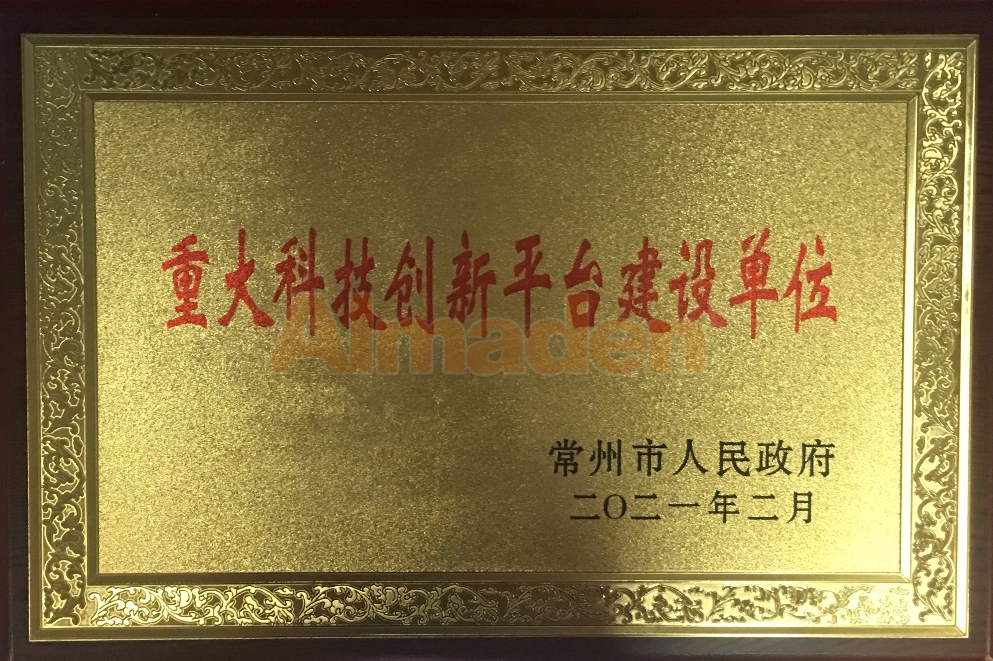 重大科技创新平台建设单位
Almaden
常州市人民政府
二〇二一年二月